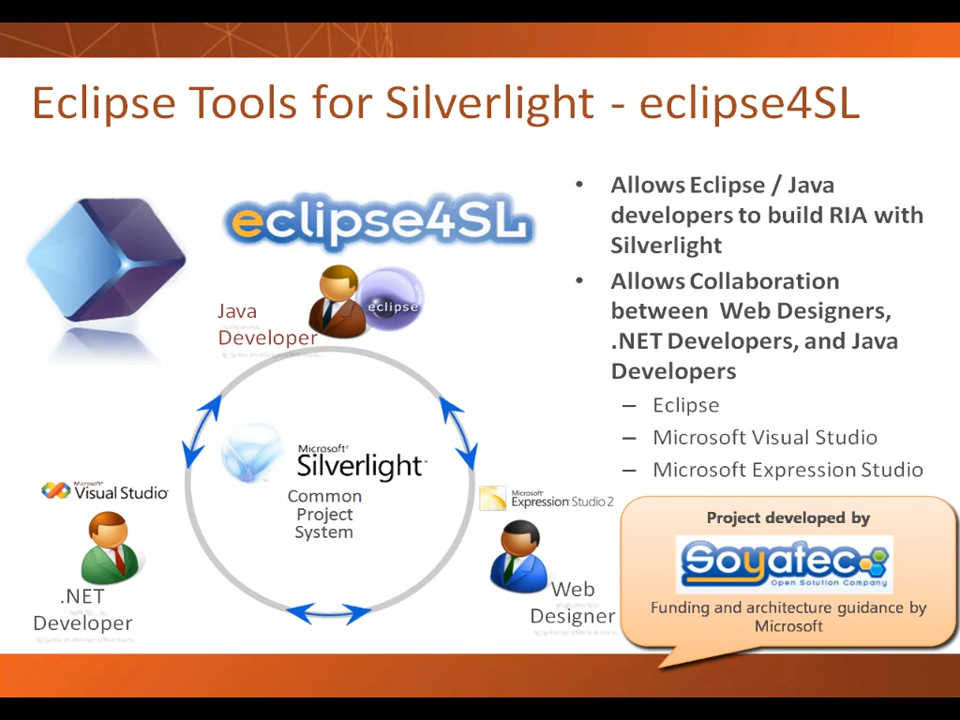 Eclipse Tools for Silverlight - eclipse4SL
eclipse4SL
Java
Developer
eclipse
Microsoft®
Silverlight™
Common
Project
System
Microsoft®
Visual Studio®
.NET
Developer
Microsoft®
Expression® Studio 2
Web
Designer
• Allows Eclipse / Java
developers to build RIA with
Silverlight
• Allows Collaboration
between Web Designers,
.NET Developers, and Java
Developers
– Eclipse
– Microsoft Visual Studio
– Microsoft Expression Studio
Project developed by
Soyatec
Open Solution Company
Funding and architecture guidance by
Microsoft